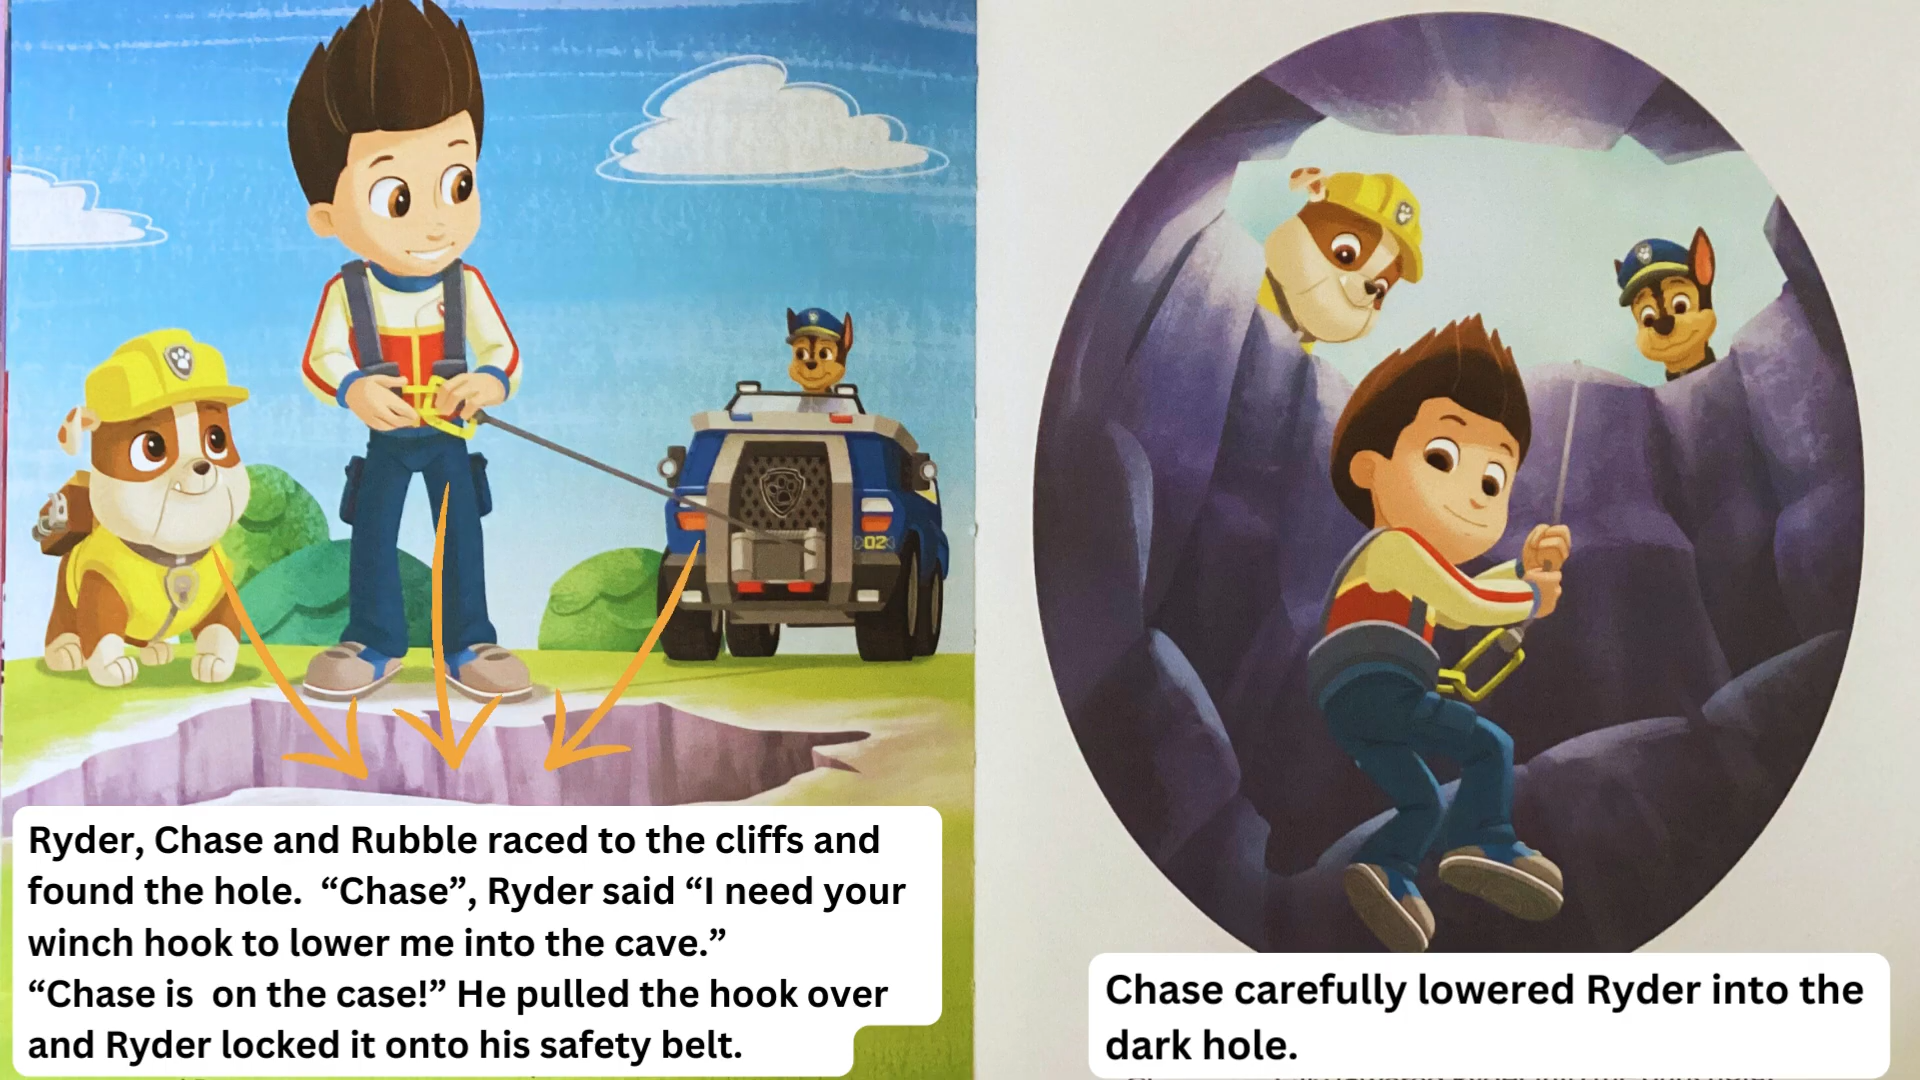 02
Ryder, Chase and Rubble raced to the cliffs and
found the hole.  “Chase”, Ryder said “I need your
winch hook to lower me into the cave.”
“Chase is  on the case!” He pulled the hook over
and Ryder locked it onto his safety belt.
Chase carefully lowered Ryder into the
dark hole.